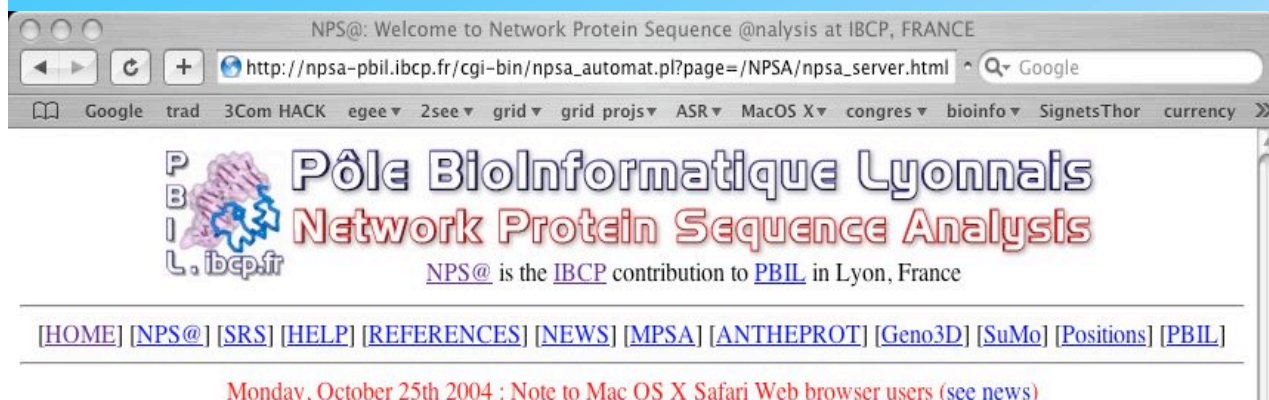 NPS@: Welcome to Network Protein Sequence @nalysis at IBCP, FRANCE
http://npsa-pbil.ibcp.fr/cgi-bin/npsa_automat.pl?page=/NPSA/npsa_server.html Google
Google trad 3Com HACK egee 2see grid grid projs ASR MacOS X congres bioinfo SignetsThor currency
PBIL.ibcp.fr
Pôle BioInformatique Lyonnais
Network Protein Sequence Analysis
NPS@ is the IBCP contribution to PBIL in Lyon, France
[HOME] [NPS@] [SRS] [HELP] [REFERENCES] [NEWS] [MPSA] [ANTHEPROT] [Geno3D] [SuMo] [Positions] [PBIL]
Monday, October 25th 2004 : Note to Mac OS X Safari Web browser users (see news)